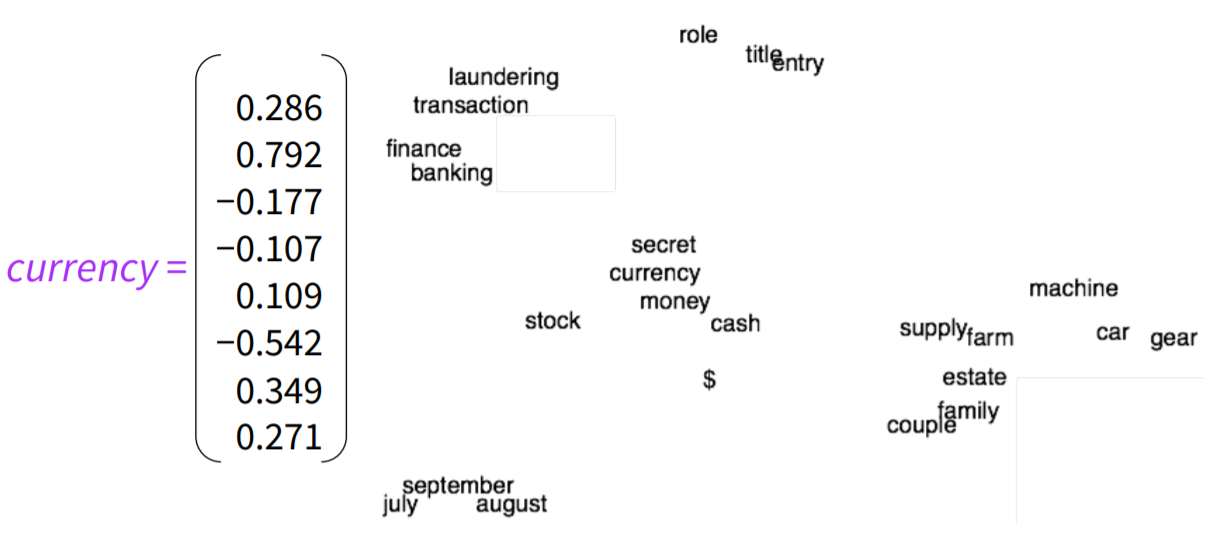 currency =
0.286
0.792
−0.177
−0.107
0.109
−0.542
0.349
0.271
role
title
entry
laundering
transaction
finance
banking
secret
currency
money
stock
cash
$
machine
supply
farm
car
gear
estate
family
couple
september
july
august